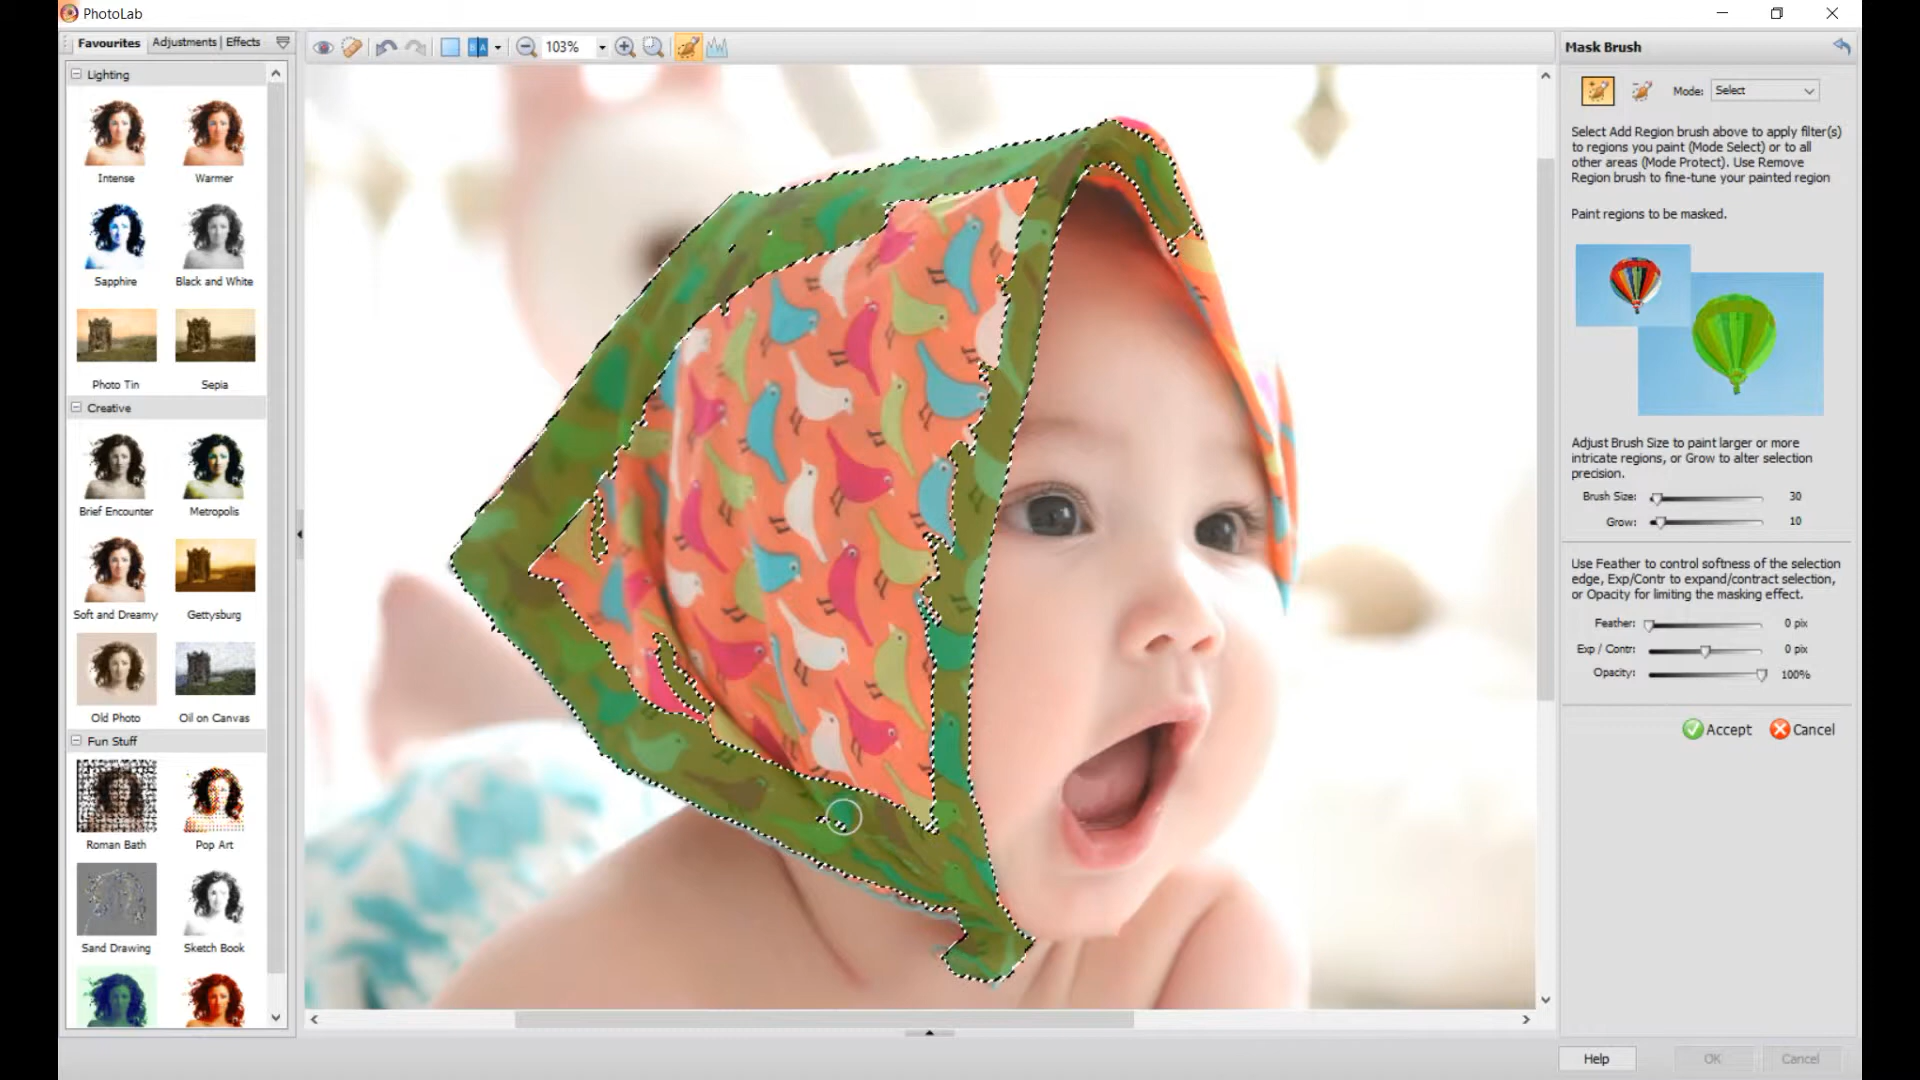 PhotoLab
Favourites Adjustments Effects
103%
Lighting
Intense Warmer
Sapphire Black and White
Photo Tin Sepia
Creative
Brief Encounter Metropolis
Soft and Dreamy Gettysburg
Old Photo Oil on Canvas
Fun Stuff
Roman Bath Pop Art
Sand Drawing Sketch Book
Mask Brush
Mode: Select
Select Add Region brush above to apply filter(s)
to regions you paint (Mode Select) or to all
other areas (Mode Protect). Use Remove
Region brush to fine-tune your painted region
Paint regions to be masked.
Adjust Brush Size to paint larger or more
intricate regions, or Grow to alter selection
precision.
Brush Size: 30
Grow: 10
Use Feather to control softness of the selection
edge, Exp/Contr to expand/contract selection,
or Opacity for limiting the masking effect.
Feather: 0 pix
Exp / Contr: 0 pix
Opacity: 100%
Accept Cancel
Help OK Cancel